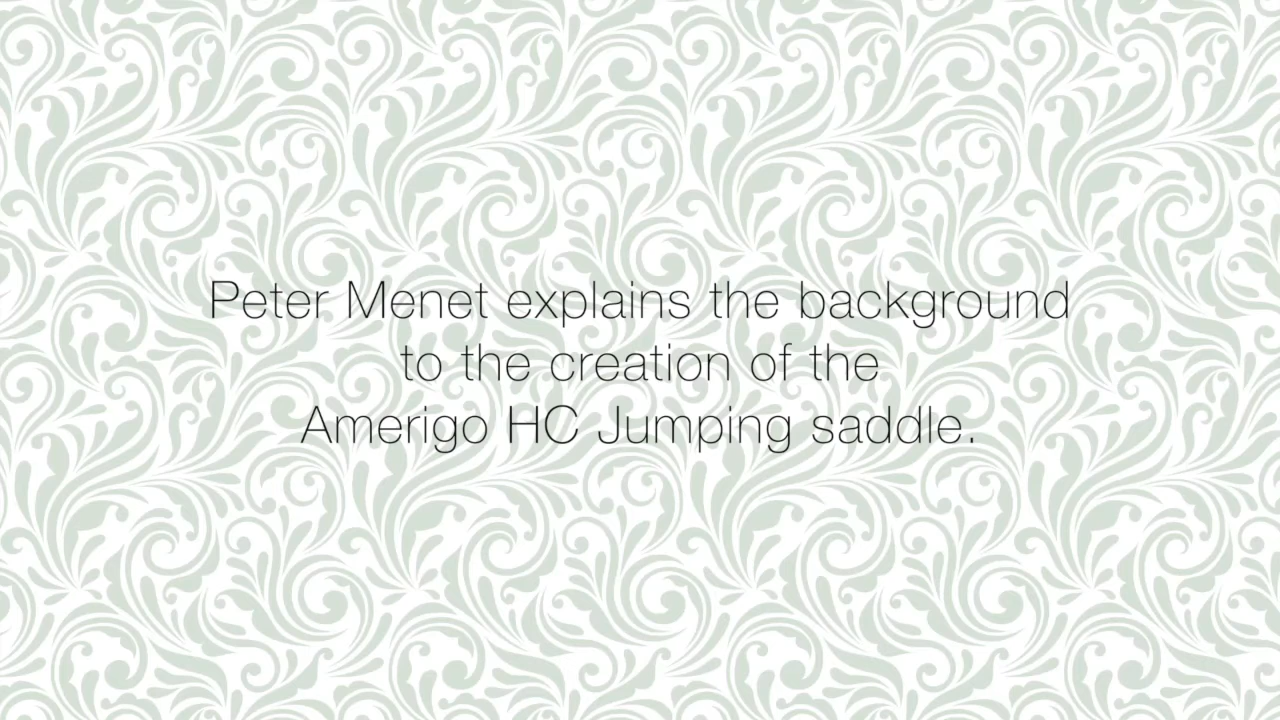 Peter Menet explains the background
to the creation of the
Amerigo HC Jumping saddle.